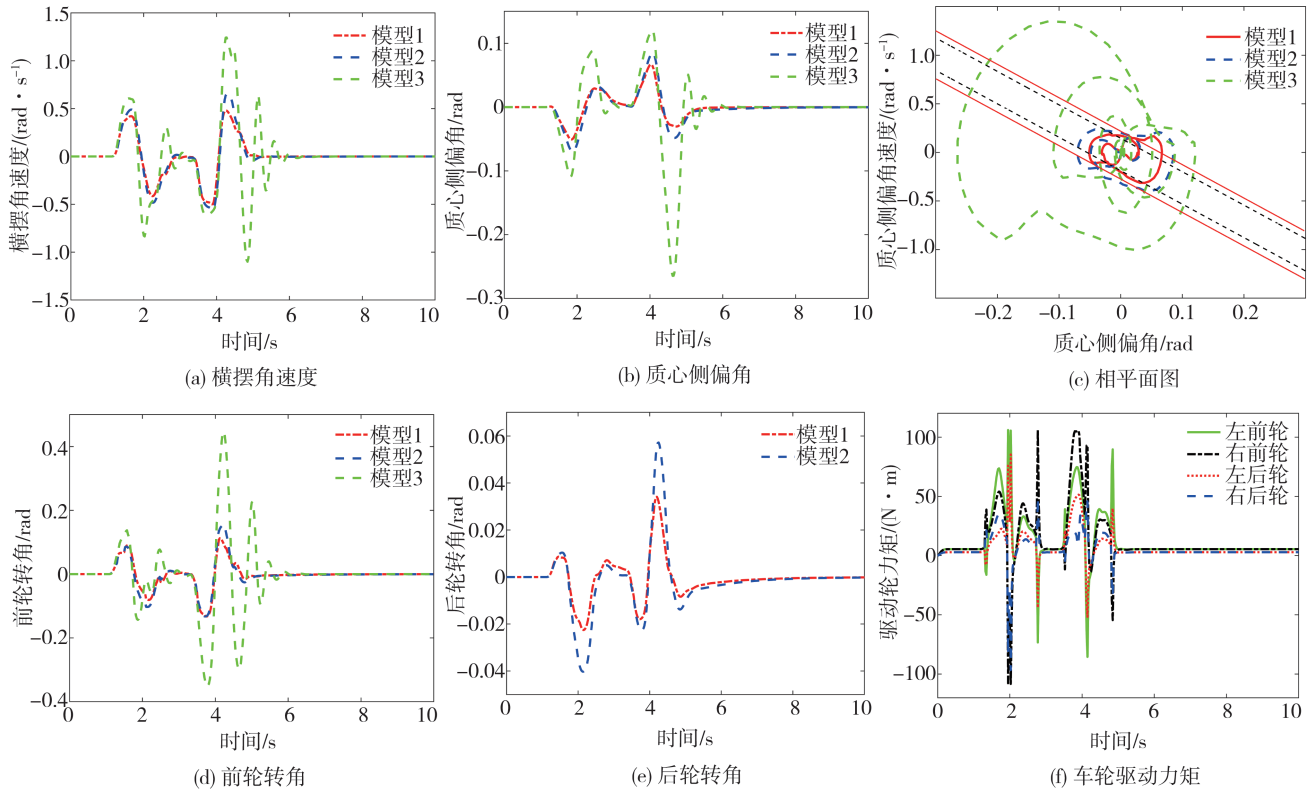 1.5
1.0
0.5
0
−0.5
−1.0
−1.5
横摆角速度/(rad·s⁻¹)
模型1
模型2
模型3
0 2 4 6 8 10
时间/s
(a) 横摆角速度
0.1
0
−0.1
−0.2
−0.3
质心侧偏角/rad
模型1
模型2
模型3
0 2 4 6 8 10
时间/s
(b) 质心侧偏角
1.0
0.5
0
−0.5
−1.0
质心侧偏角速度/(rad·s⁻¹)
模型1
模型2
模型3
−0.2 −0.1 0 0.1 0.2
质心侧偏角/rad
(c) 相平面图
0.4
0.2
0
−0.2
−0.4
前轮转角/rad
模型1
模型2
模型3
0 2 4 6 8 10
时间/s
(d) 前轮转角
0.06
0.04
0.02
0
−0.02
−0.04
后轮转角/rad
模型1
模型2
0 2 4 6 8 10
时间/s
(e) 后轮转角
100
50
0
−50
−100
驱动轮力矩/(N·m)
左前轮
右前轮
左后轮
右后轮
0 2 4 6 8 10
时间/s
(f) 车轮驱动力矩